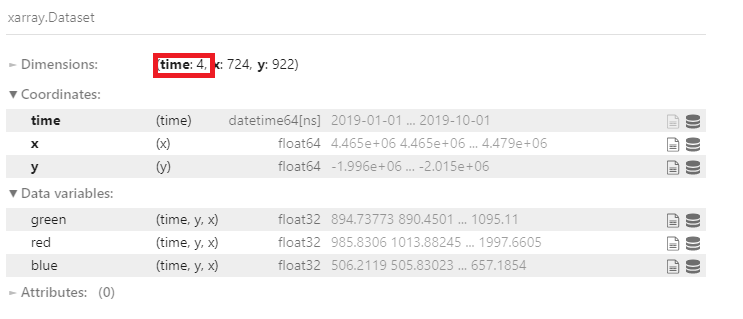 xarray.Dataset
► Dimensions: (time: 4, x: 724, y: 922)
▼ Coordinates:
time (time) datetime64[ns] 2019-01-01 ... 2019-10-01
x (x) float64 4.465e+06 4.465e+06 ... 4.479e+06
y (y) float64 -1.996e+06 ... -2.015e+06
▼ Data variables:
green (time, y, x) float32 894.73773 890.4501 ... 1095.11
red (time, y, x) float32 985.8306 1013.88245 ... 1997.6605
blue (time, y, x) float32 506.2119 505.83023 ... 657.1854
► Attributes: (0)